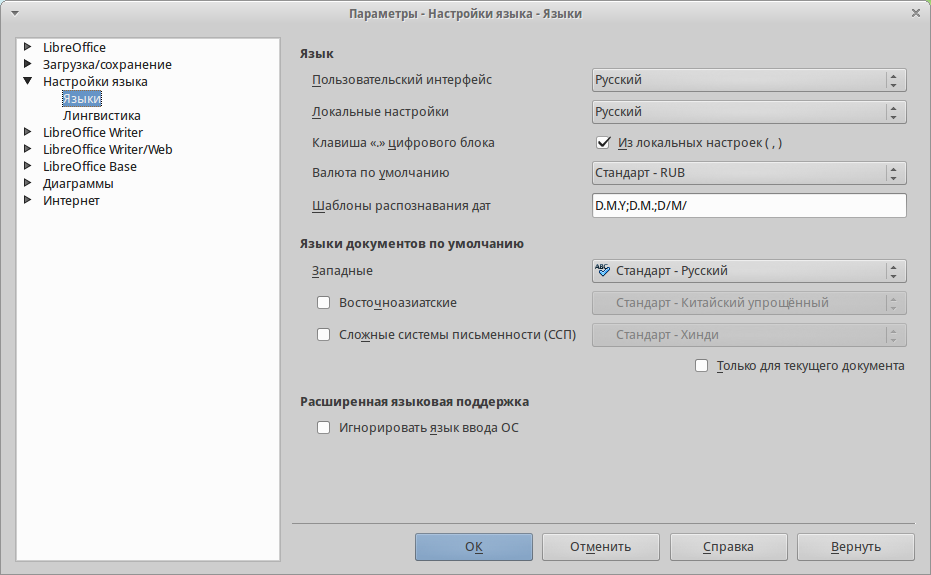 Параметры - Настройки языка - Языки
LibreOffice
Загрузка/сохранение
Настройки языка
Языки
Лингвистика
LibreOffice Writer
LibreOffice Writer/Web
LibreOffice Base
Диаграммы
Интернет
Язык
Пользовательский интерфейс Русский
Локальные настройки Русский
Клавиша «.» цифрового блока Из локальных настроек ( , )
Валюта по умолчанию Стандарт - RUB
Шаблоны распознавания дат D.M.Y;D.M.;D/M/
Языки документов по умолчанию
Западные ABC Стандарт - Русский
Восточноазиатские Стандарт - Китайский упрощённый
Сложные системы письменности (ССП) Стандарт - Хинди
Только для текущего документа
Расширенная языковая поддержка
Игнорировать язык ввода ОС
OK Отменить Справка Вернуть